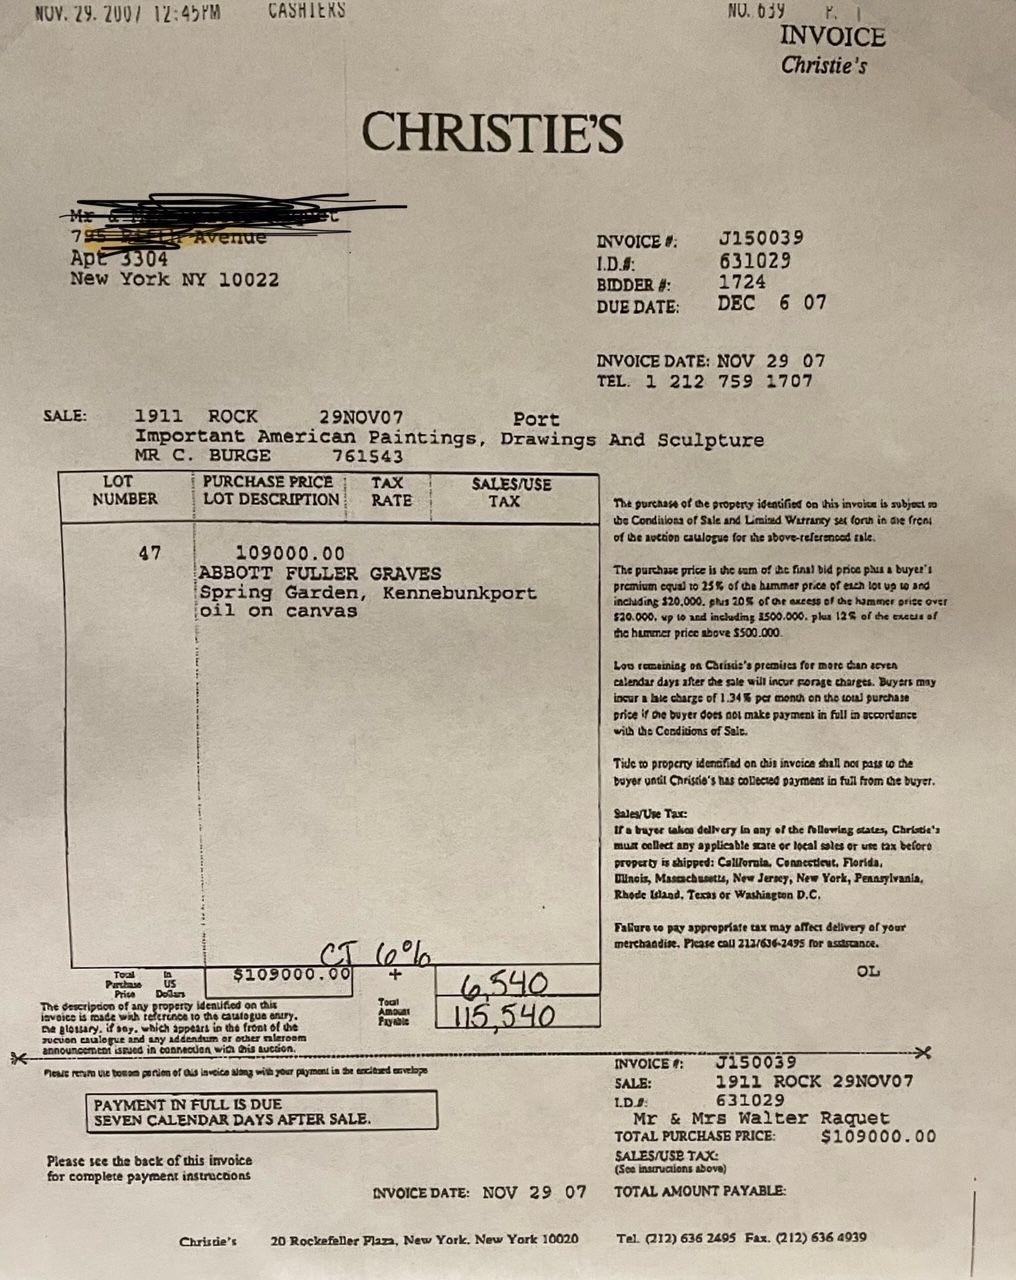 NOV. 29. 2007 12:45PM CASHIERS NO. 639 P. 1
INVOICE
Christie's
CHRISTIE'S
Mr &
Avenue
Apt 3304
New York NY 10022
INVOICE #: J150039
I.D.#: 631029
BIDDER #: 1724
DUE DATE: DEC 6 07
INVOICE DATE: NOV 29 07
TEL. 1 212 759 1707
SALE: 1911 ROCK 29NOV07 Port
Important American Paintings, Drawings And Sculpture
MR C. BURGE 761543
LOT NUMBER
PURCHASE PRICE LOT DESCRIPTION
TAX RATE
SALES/USE TAX
47 109000.00
ABBOTT FULLER GRAVES
Spring Garden, Kennebunkport
oil on canvas
The purchase of the property identified on this invoice is subject to
the Conditions of Sale and Limited Warranty set forth in the front
of the auction catalogue for the above-referenced sale.
The purchase price is the sum of the final bid price plus a buyer's
premium equal to 25% of the hammer price of each lot up to and
including $20,000, plus 20% of the excess of the hammer price over
$20,000, up to and including $500,000, plus 12% of the excess of
the hammer price above $500,000.
Lots remaining on Christie's premises for more than seven
calendar days after the sale will incur storage charges. Buyers may
incur a late charge of 1.34% per month on the total purchase
price if the buyer does not make payment in full in accordance
with the Conditions of Sale.
Title to property identified on this invoice shall not pass to the
buyer until Christie's has collected payment in full from the buyer.
Sales/Use Tax:
If a buyer takes delivery in any of the following states, Christie's
must collect any applicable state or local sales or use tax before
property is shipped: California, Connecticut, Florida,
Illinois, Massachusetts, New Jersey, New York, Pennsylvania,
Rhode Island, Texas or Washington D.C.
Failure to pay appropriate tax may affect delivery of your
merchandise. Please call 212/636-2495 for assistance.
OL
CT 6%
Total Purchase Price In US Dollars $109000.00 + 6,540
Total Amount Payable 115,540
The description of any property identified on this
invoice is made with reference to the catalogue entry,
the glossary, if any, which appears in the front of the
auction catalogue and any addendum or other saleroom
announcement issued in connection with this auction.
Please return the bottom portion of this invoice along with your payment in the enclosed envelope
PAYMENT IN FULL IS DUE
SEVEN CALENDAR DAYS AFTER SALE.
Please see the back of this invoice
for complete payment instructions
INVOICE #: J150039
SALE: 1911 ROCK 29NOV07
I.D.#: 631029
Mr & Mrs Walter Raquet
TOTAL PURCHASE PRICE: $109000.00
SALES/USE TAX:
(See instructions above)
INVOICE DATE: NOV 29 07 TOTAL AMOUNT PAYABLE:
Christie's 20 Rockefeller Plaza, New York, New York 10020 Tel. (212) 636 2495 Fax. (212) 636 4939